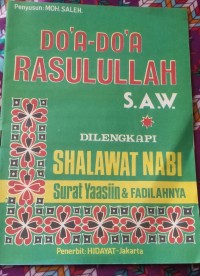 Penyusun: MOH. SALEH.
DO'A-DO'A
RASULULLAH
S.A.W.
DILENGKAPI
SHALAWAT NABI
Surat Yaasiin & FADILAHNYA
Penerbit: HIDAYAT-Jakarta